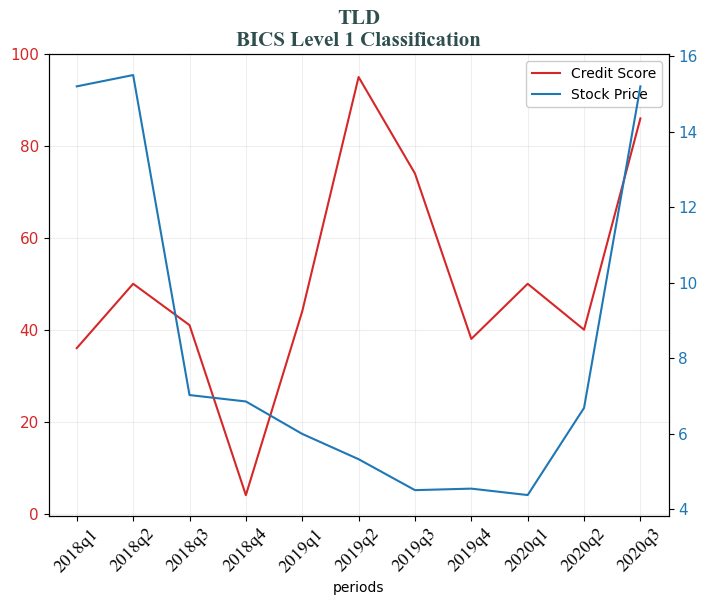 TLD
BICS Level 1 Classification
100
80
60
40
20
0
16
14
12
10
8
6
4
Credit Score
Stock Price
2018q1
2018q2
2018q3
2018q4
2019q1
2019q2
2019q3
2019q4
2020q1
2020q2
2020q3
periods